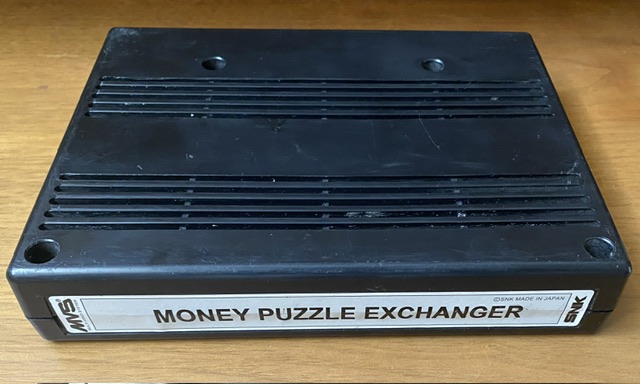 MVS
©SNK MADE IN JAPAN
MONEY PUZZLE EXCHANGER
SNK